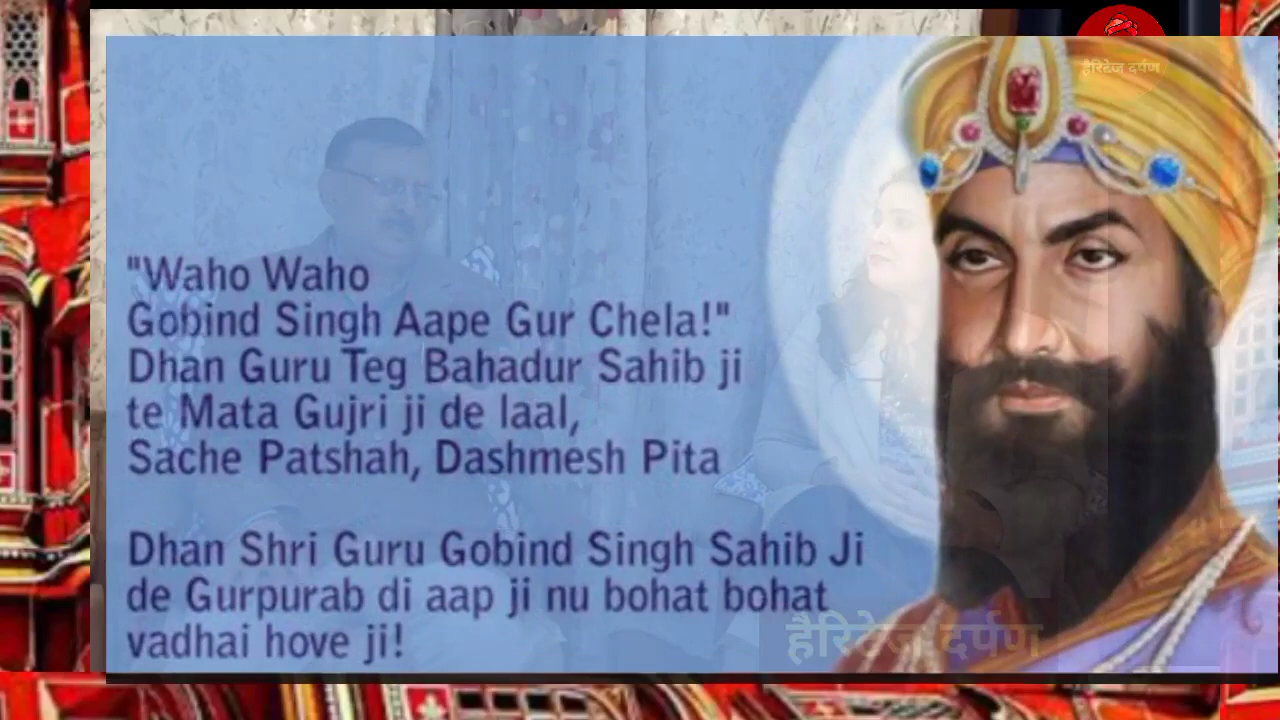 हैरिटेज दर्पण
"Waho Waho
Gobind Singh Aape Gur Chela!"
Dhan Guru Teg Bahadur Sahib ji
te Mata Gujri ji de laal,
Sache Patshah, Dashmesh Pita
Dhan Shri Guru Gobind Singh Sahib Ji
de Gurpurab di aap ji nu bohat bohat
vadhai hove ji!
हैरिटेज दर्पण